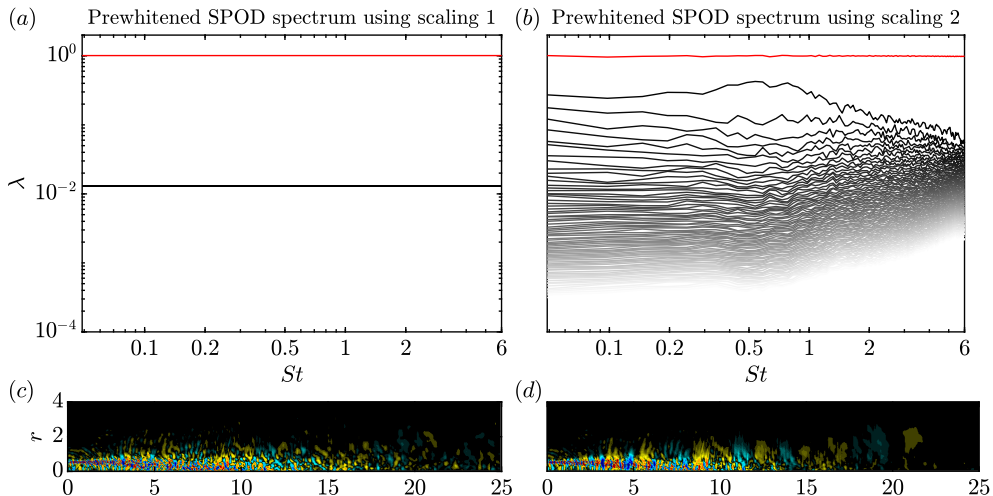 (a) Prewhitened SPOD spectrum using scaling 1
(b) Prewhitened SPOD spectrum using scaling 2
10^0
10^−2
10^−4
λ
0.1 0.2 0.5 1 2 6
0.1 0.2 0.5 1 2 6
St
St
(c)
(d)
4
2
0
r
0 5 10 15 20 25
0 5 10 15 20 25